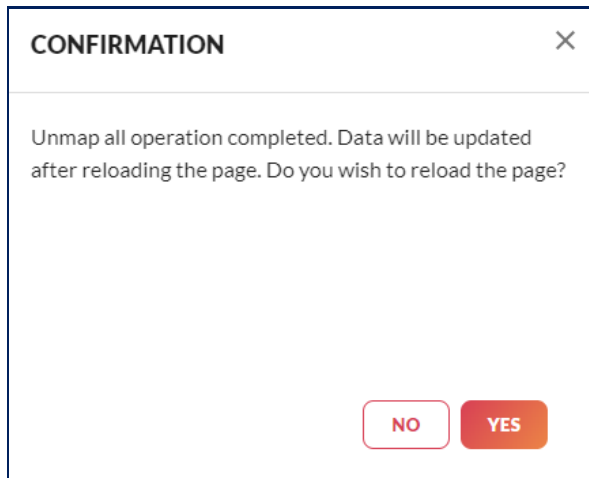 CONFIRMATION
Unmap all operation completed. Data will be updated
after reloading the page. Do you wish to reload the page?
NO
YES